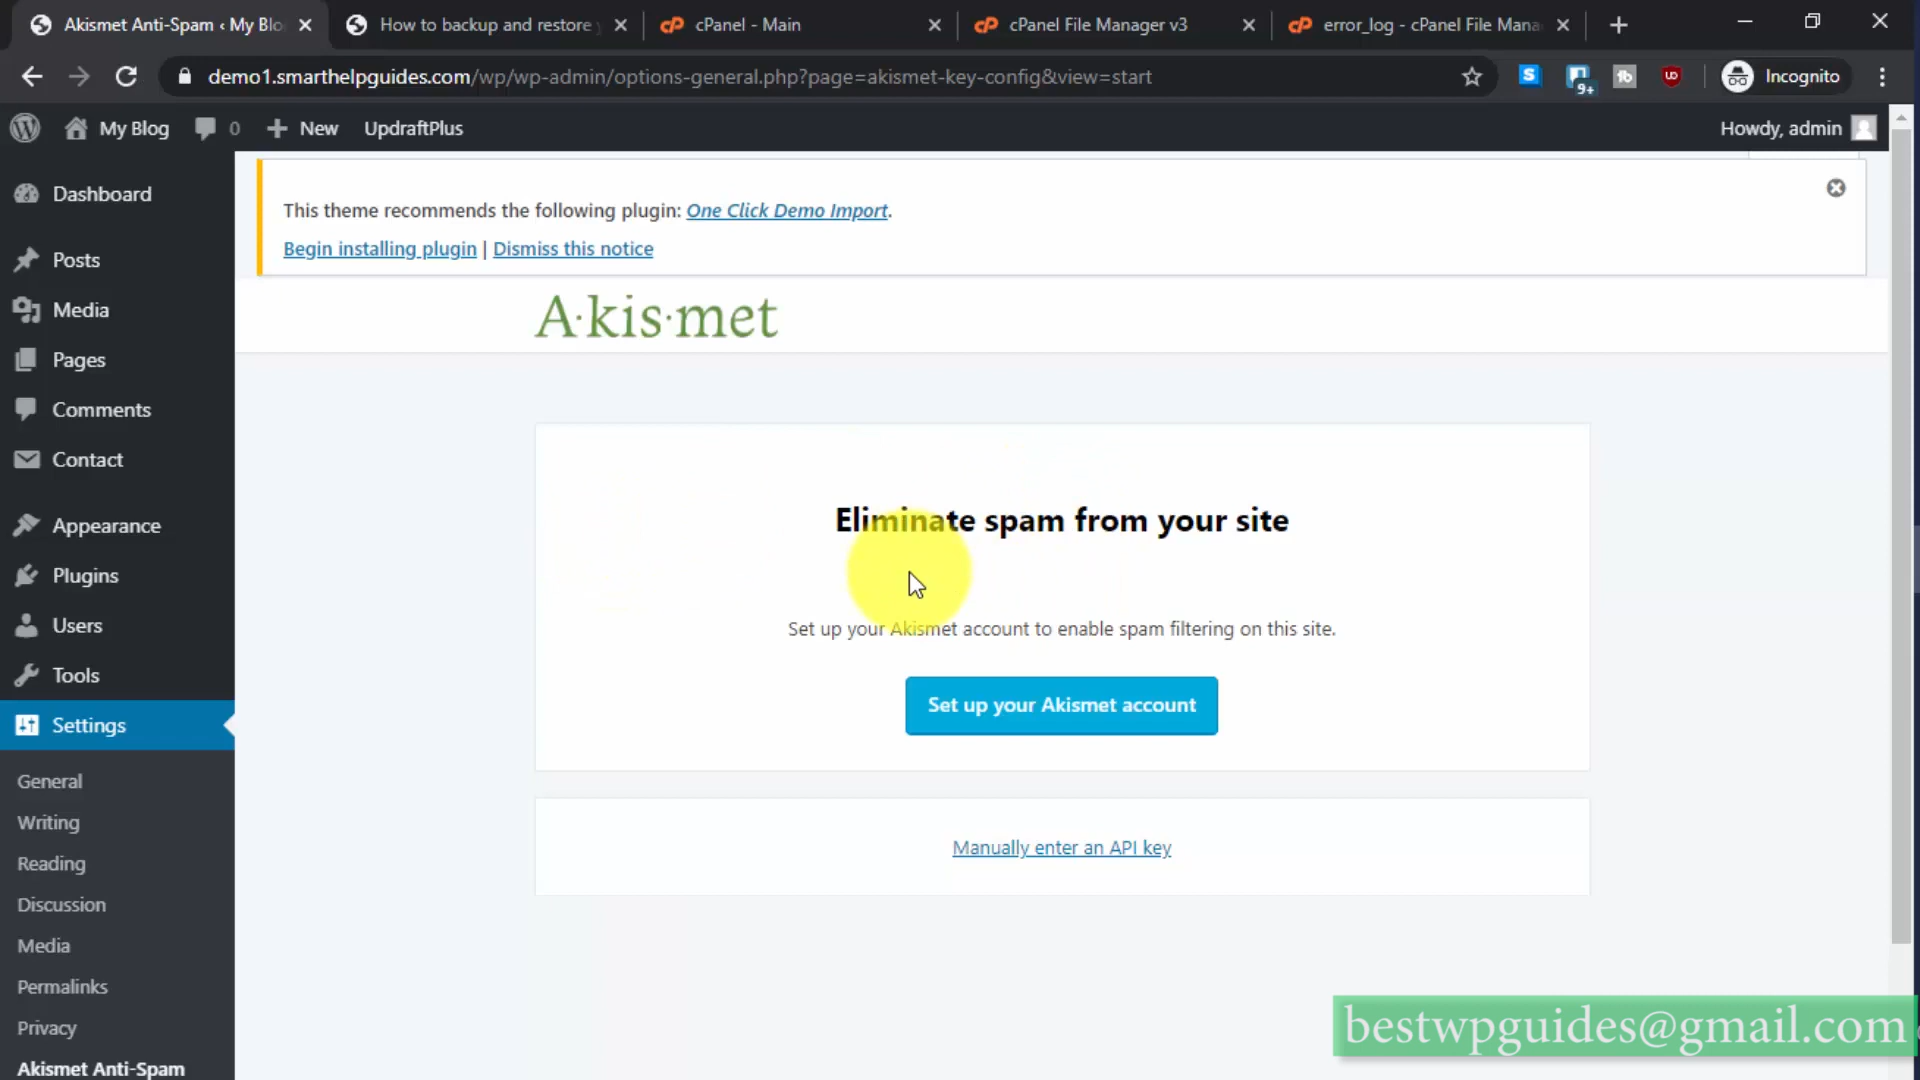 Akismet Anti-Spam ‹ My Blo
How to backup and restore
cPanel - Main
cPanel File Manager v3
error_log - cPanel File Mana
demo1.smarthelpguides.com/wp/wp-admin/options-general.php?page=akismet-key-config&view=start
9+
Incognito
My Blog
0
New
UpdraftPlus
Howdy, admin
Dashboard
Posts
Media
Pages
Comments
Contact
Appearance
Plugins
Users
Tools
Settings
General
Writing
Reading
Discussion
Media
Permalinks
Privacy
Akismet Anti-Spam
This theme recommends the following plugin: One Click Demo Import.
Begin installing plugin | Dismiss this notice
A·kis·met
Eliminate spam from your site
Set up your Akismet account to enable spam filtering on this site.
Set up your Akismet account
Manually enter an API key
bestwpguides@gmail.com